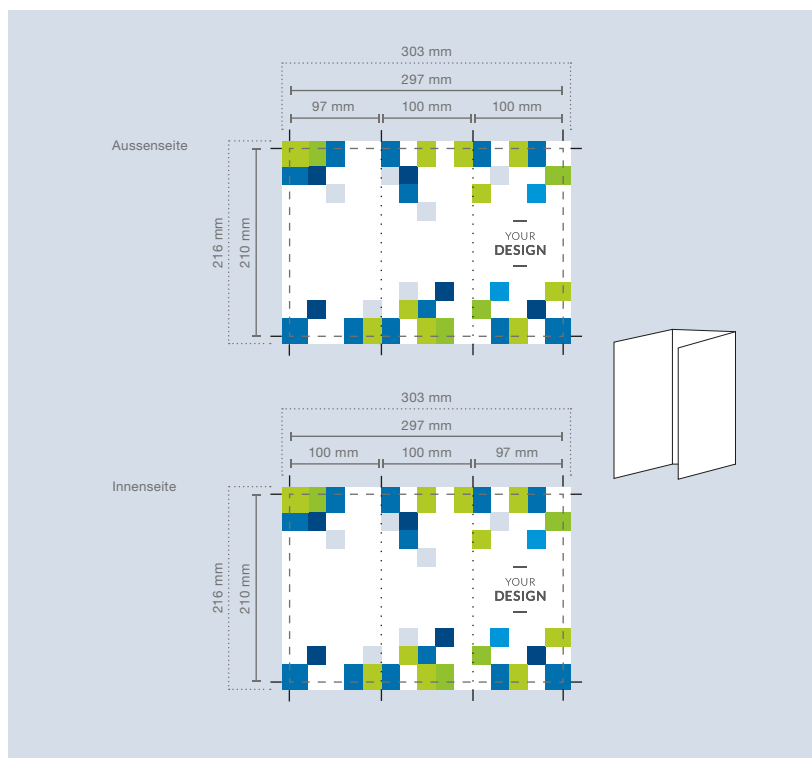 303 mm
297 mm
97 mm
100 mm
100 mm
Aussenseite
216 mm
210 mm
YOUR
DESIGN
303 mm
297 mm
100 mm
100 mm
97 mm
Innenseite
216 mm
210 mm
YOUR
DESIGN